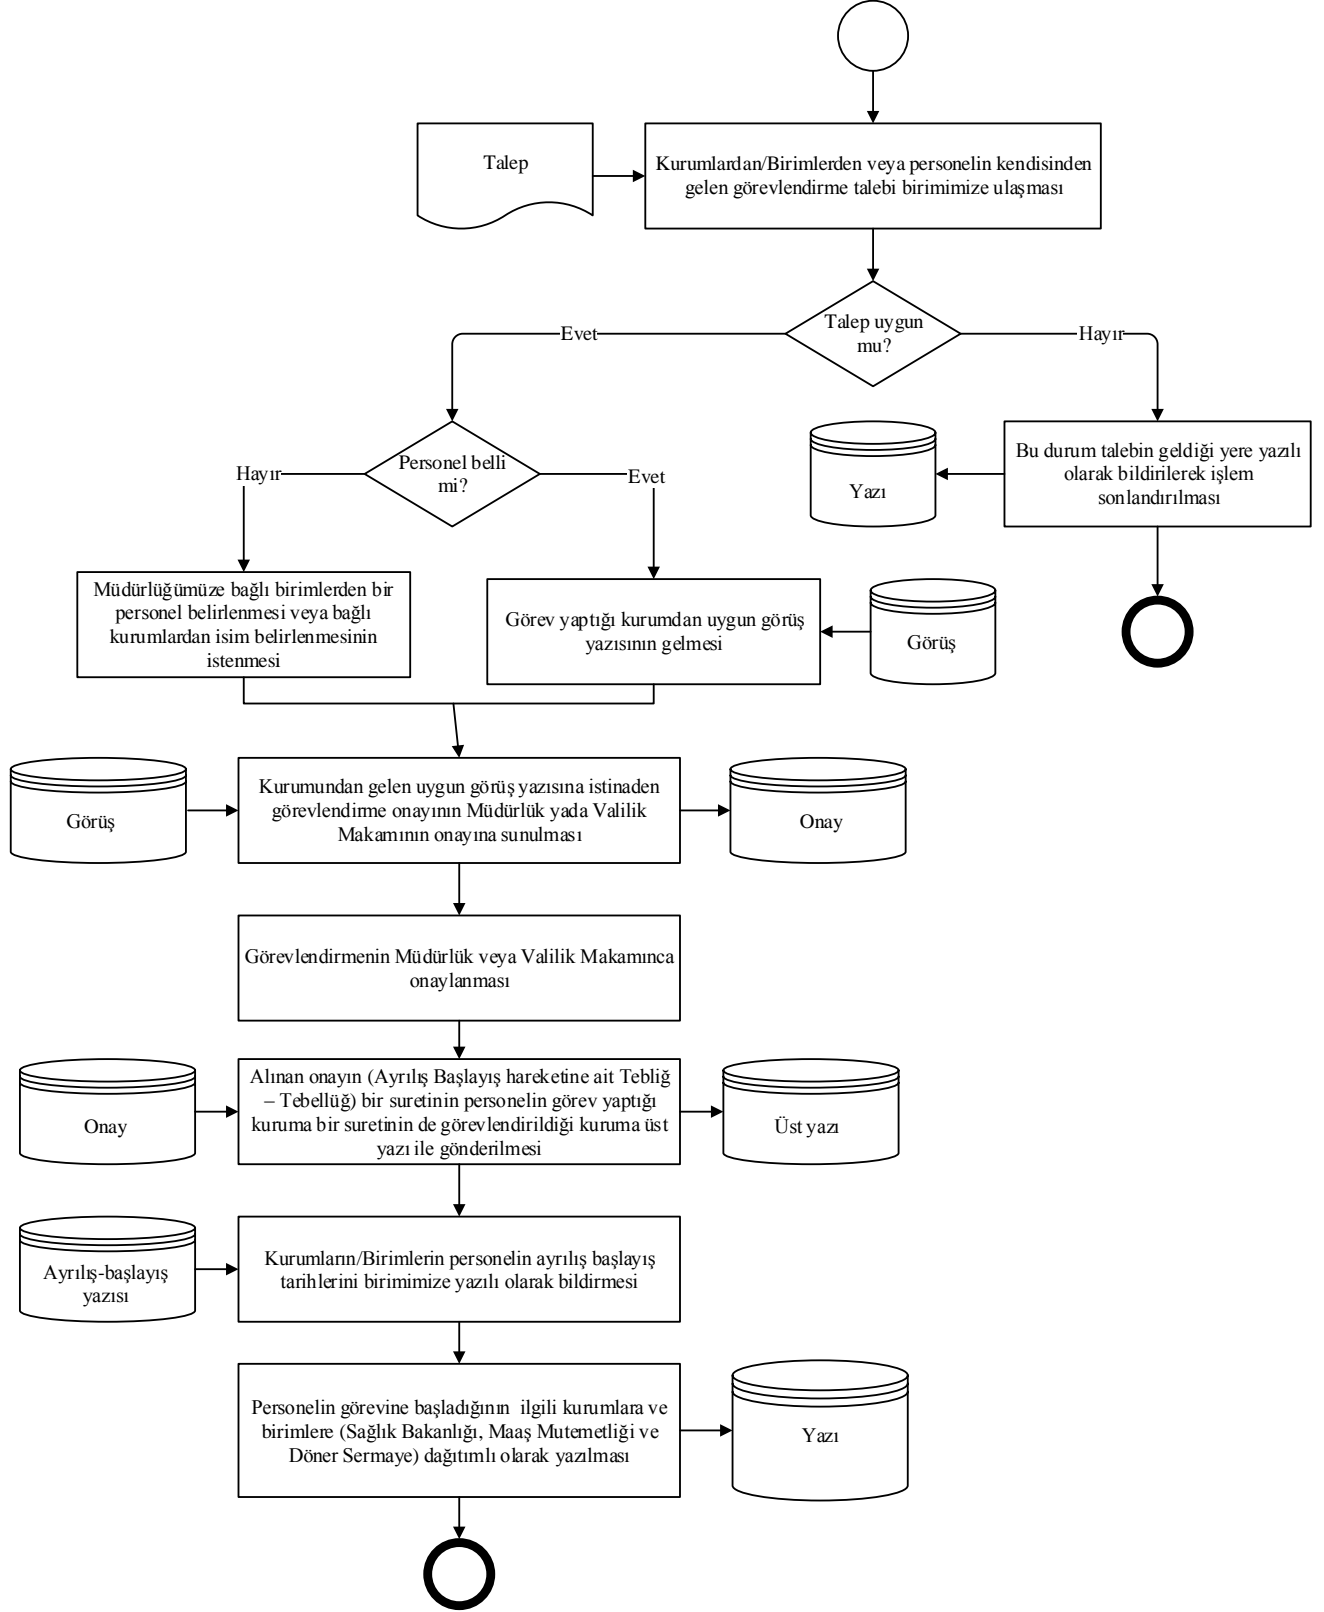 Talep
Kurumlardan/Birimlerden veya personelin kendisinden
gelen görevlendirme talebi birimimize ulaşması
Talep uygun
mu?
Evet
Hayır
Personel belli
mi?
Hayır
Evet
Yazı
Bu durum talebin geldiği yere yazılı
olarak bildirilerek işlem
sonlandırılması
Müdürlüğümüze bağlı birimlerden bir
personel belirlenmesi veya bağlı
kurumlardan isim belirlenmesinin
istenmesi
Görev yaptığı kurumdan uygun görüş
yazısının gelmesi
Görüş
Görüş
Kurumundan gelen uygun görüş yazısına istinaden
görevlendirme onayının Müdürlük yada Valilik
Makamının onayına sunulması
Onay
Görevlendirmenin Müdürlük veya Valilik Makamınca
onaylanması
Onay
Alınan onayın (Ayrılış Başlayış hareketine ait Tebliğ
– Tebellüğ) bir suretinin personelin görev yaptığı
kuruma bir suretinin de görevlendirildiği kuruma üst
yazı ile gönderilmesi
Üst yazı
Ayrılış-başlayış
yazısı
Kurumların/Birimlerin personelin ayrılış başlayış
tarihlerini birimimize yazılı olarak bildirmesi
Personelin görevine başladığının ilgili kurumlara ve
birimlere (Sağlık Bakanlığı, Maaş Mutemetliği ve
Döner Sermaye) dağıtımlı olarak yazılması
Yazı